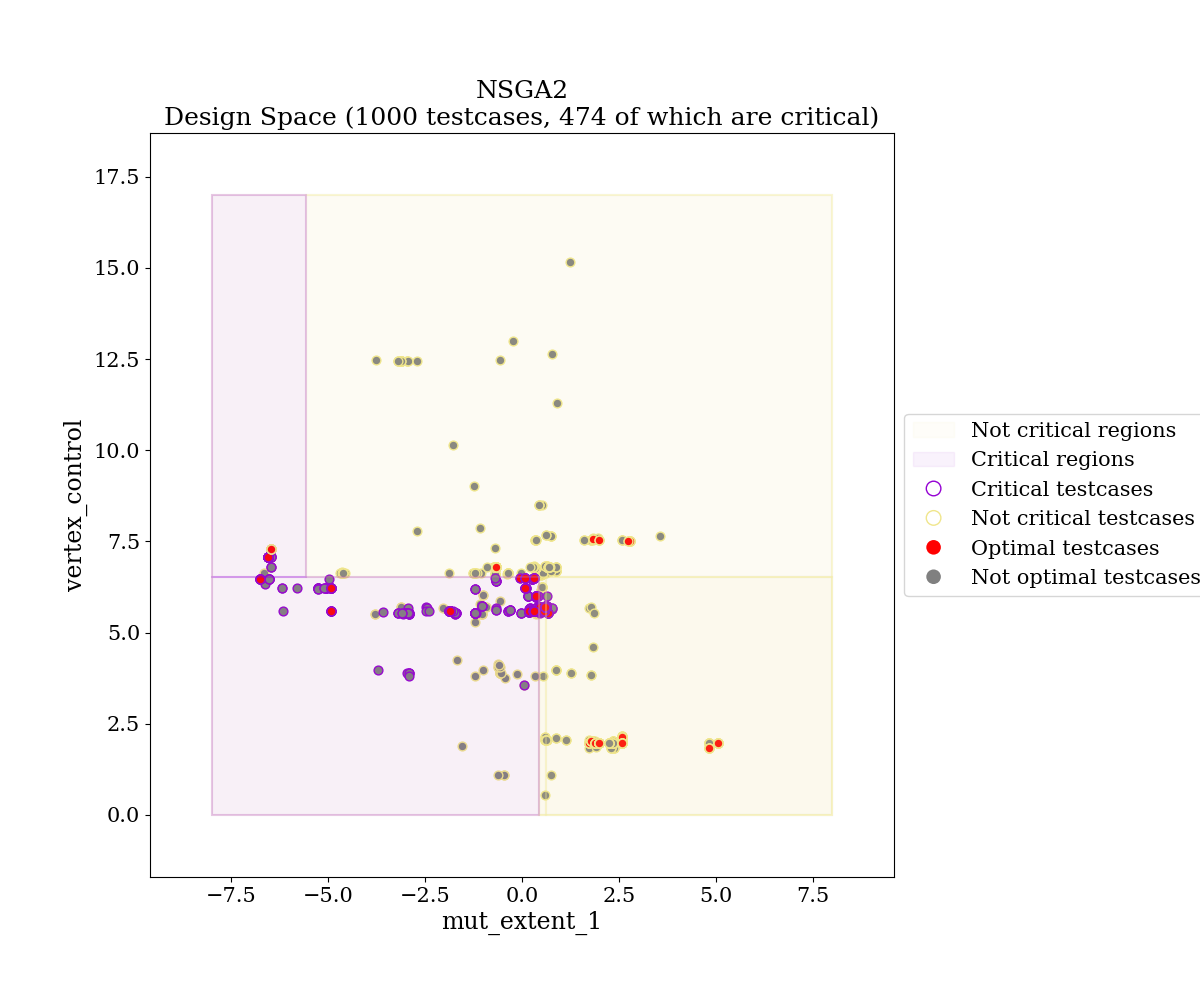 NSGA2
Design Space (1000 testcases, 474 of which are critical)
17.5
15.0
12.5
10.0
7.5
5.0
2.5
0.0
vertex_control
−7.5
−5.0
−2.5
0.0
2.5
5.0
7.5
mut_extent_1
Not critical regions
Critical regions
Critical testcases
Not critical testcases
Optimal testcases
Not optimal testcases